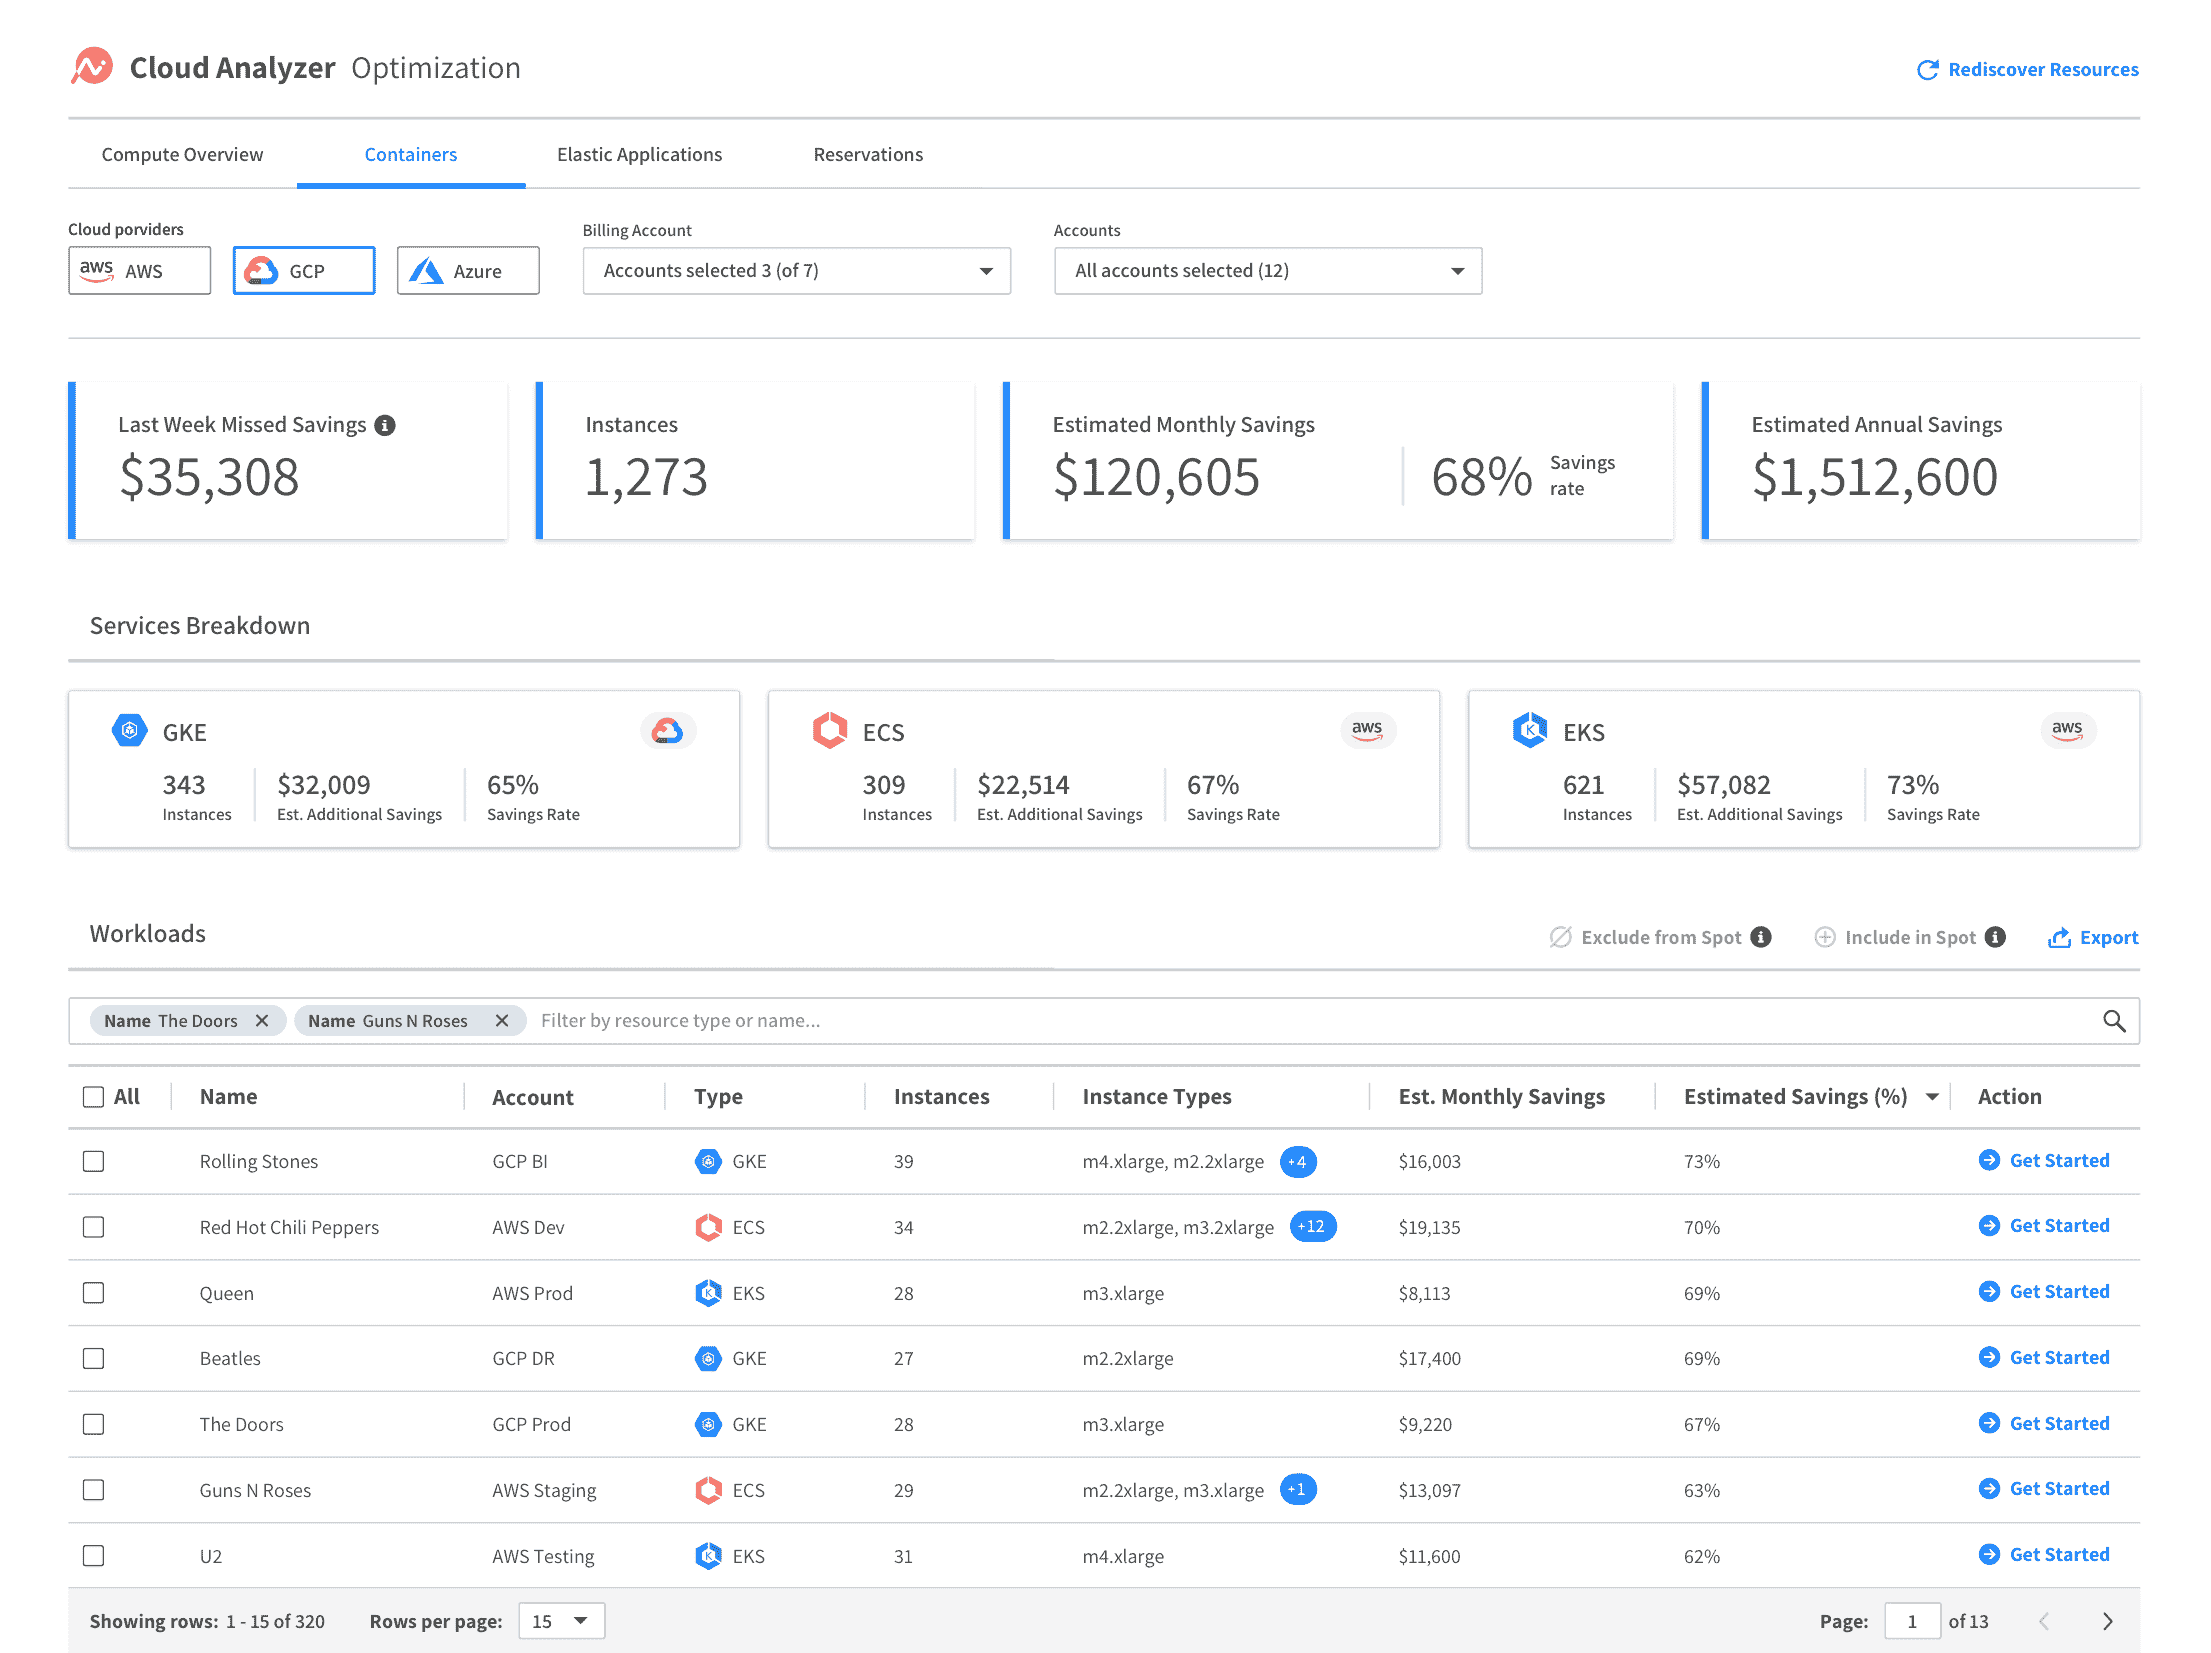 Cloud Analyzer Optimization
Rediscover Resources
Compute Overview Containers Elastic Applications Reservations
Cloud porviders Billing Account Accounts
aws AWS GCP Azure Accounts selected 3 (of 7) All accounts selected (12)
Last Week Missed Savings
$35,308
Instances
1,273
Estimated Monthly Savings
$120,605
68% Savings rate
Estimated Annual Savings
$1,512,600
Services Breakdown
GKE
343 $32,009 65%
Instances Est. Additional Savings Savings Rate
ECS aws
309 $22,514 67%
Instances Est. Additional Savings Savings Rate
EKS aws
621 $57,082 73%
Instances Est. Additional Savings Savings Rate
Workloads Exclude from Spot Include in Spot Export
Name The Doors Name Guns N Roses Filter by resource type or name...
All Name Account Type Instances Instance Types Est. Monthly Savings Estimated Savings (%) Action
Rolling Stones GCP BI GKE 39 m4.xlarge, m2.2xlarge +4 $16,003 73% Get Started
Red Hot Chili Peppers AWS Dev ECS 34 m2.2xlarge, m3.2xlarge +12 $19,135 70% Get Started
Queen AWS Prod EKS 28 m3.xlarge $8,113 69% Get Started
Beatles GCP DR GKE 27 m2.2xlarge $17,400 69% Get Started
The Doors GCP Prod GKE 28 m3.xlarge $9,220 67% Get Started
Guns N Roses AWS Staging ECS 29 m2.2xlarge, m3.xlarge +1 $13,097 63% Get Started
U2 AWS Testing EKS 31 m4.xlarge $11,600 62% Get Started
Showing rows: 1 - 15 of 320 Rows per page: 15 Page: 1 of 13